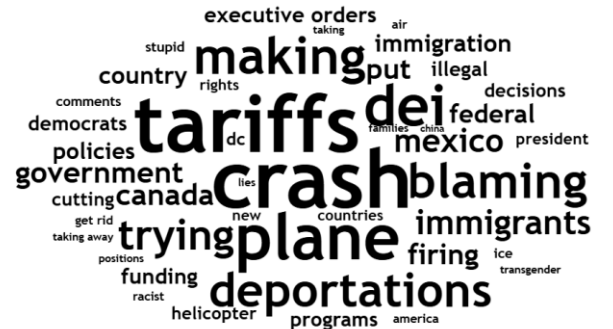 executive orders
taking
air
stupid
making
immigration
country
put
illegal
rights
comments
tariffs
dei
decisions
democrats
federal
dc
families
china
mexico
president
policies
government
lies
crash
blaming
cutting
canada
get rid
new
countries
immigrants
taking away
trying
plane
firing
ice
positions
transgender
funding
deportations
racist
helicopter
programs
america